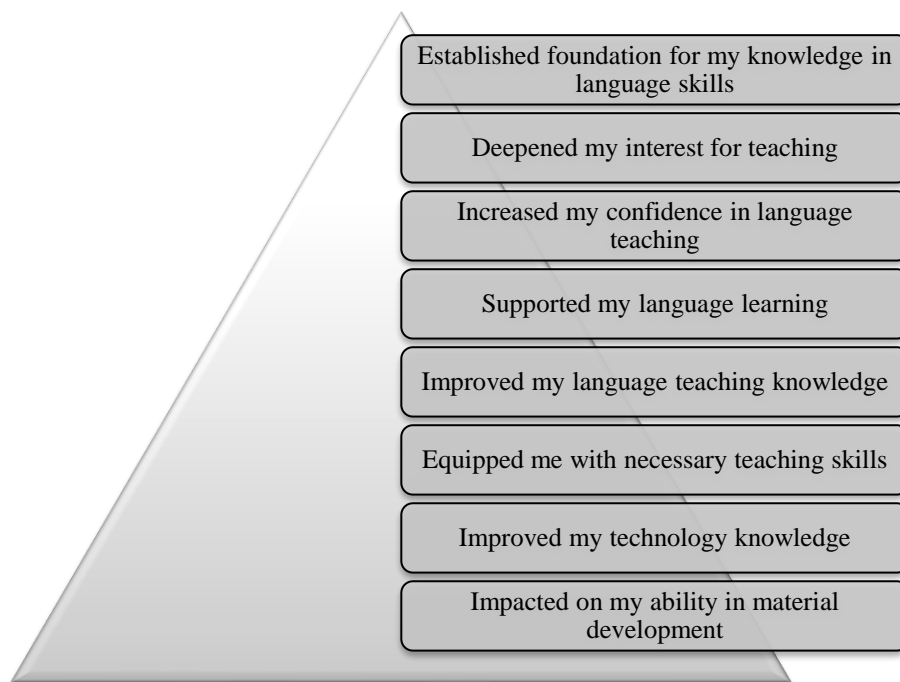 Established foundation for my knowledge in
language skills
Deepened my interest for teaching
Increased my confidence in language
teaching
Supported my language learning
Improved my language teaching knowledge
Equipped me with necessary teaching skills
Improved my technology knowledge
Impacted on my ability in material
development